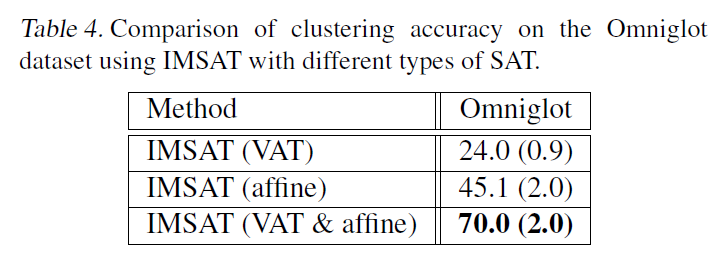 Table 4. Comparison of clustering accuracy on the Omniglot
dataset using IMSAT with different types of SAT.
Method Omniglot
IMSAT (VAT) 24.0 (0.9)
IMSAT (affine) 45.1 (2.0)
IMSAT (VAT & affine) 70.0 (2.0)